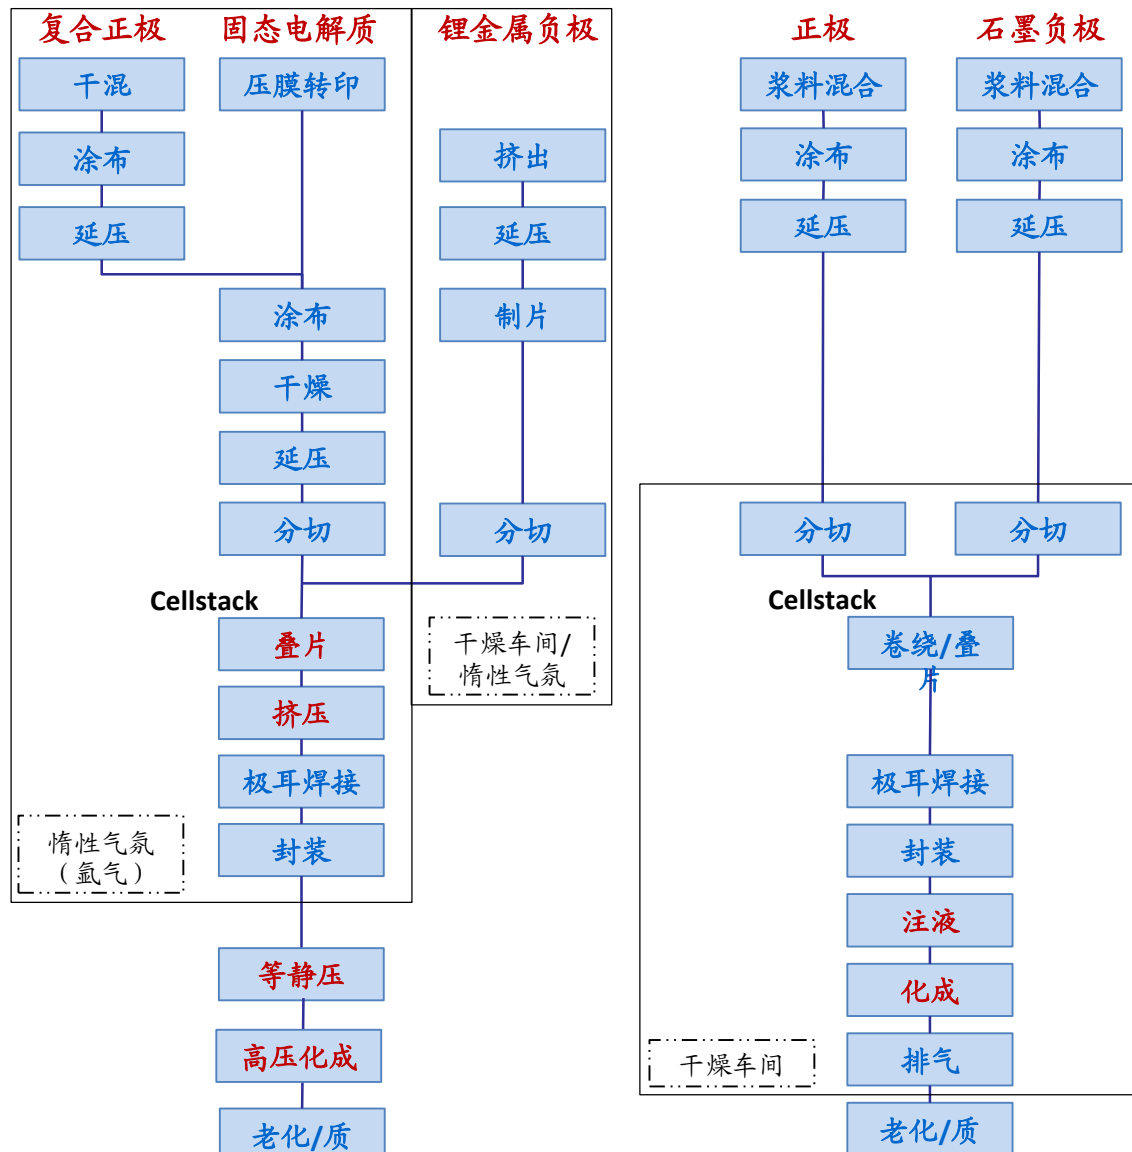 复合正极
固态电解质
锂金属负极
干混
压膜转印
涂布
挤出
延压
延压
涂布
制片
干燥
延压
分切
分切
Cellstack
叠片
干燥车间/
惰性气氛
挤压
极耳焊接
封装
惰性气氛
（氩气）
等静压
高压化成
老化/质
正极
石墨负极
浆料混合
浆料混合
涂布
涂布
延压
延压
分切
分切
Cellstack
卷绕/叠
片
极耳焊接
封装
注液
化成
排气
干燥车间
老化/质